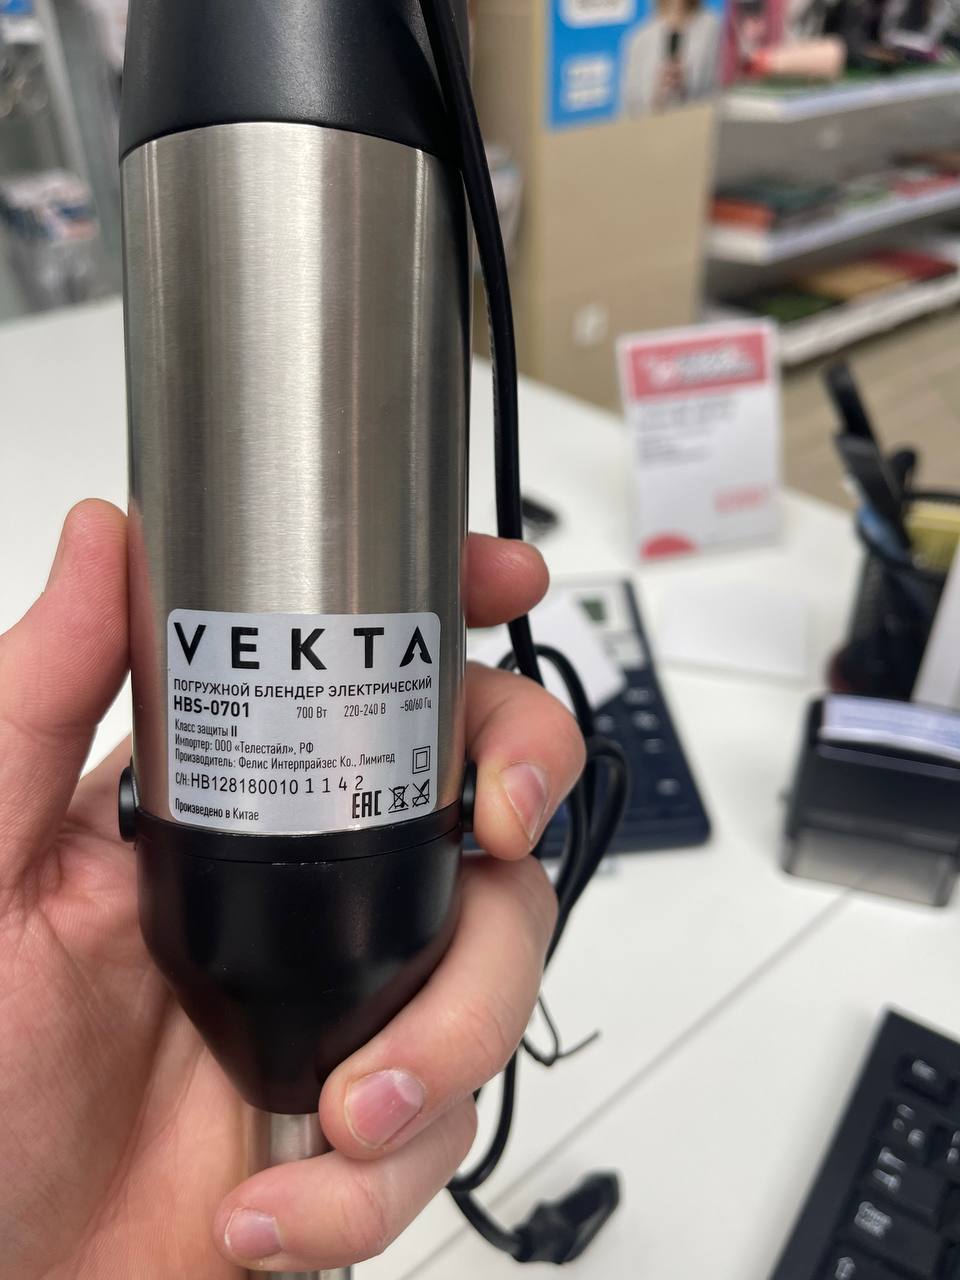 VEKTA
ПОГРУЖНОЙ БЛЕНДЕР ЭЛЕКТРИЧЕСКИЙ
HBS-0701 700 Вт 220-240 В ~50/60 Гц
Класс защиты II
Импортер: ООО «Телестайл», РФ
Производитель: Фелис Интерпрайзес Ко., Лимитед
С/Н: HB128180010 1 1 4 2
EAC
Произведено в Китае